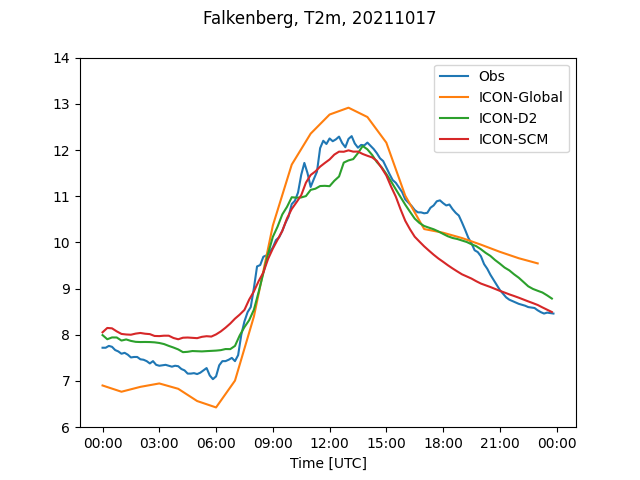 Falkenberg, T2m, 20211017
14
13
12
11
10
9
8
7
6
Obs
ICON-Global
ICON-D2
ICON-SCM
00:00 03:00 06:00 09:00 12:00 15:00 18:00 21:00 00:00
Time [UTC]